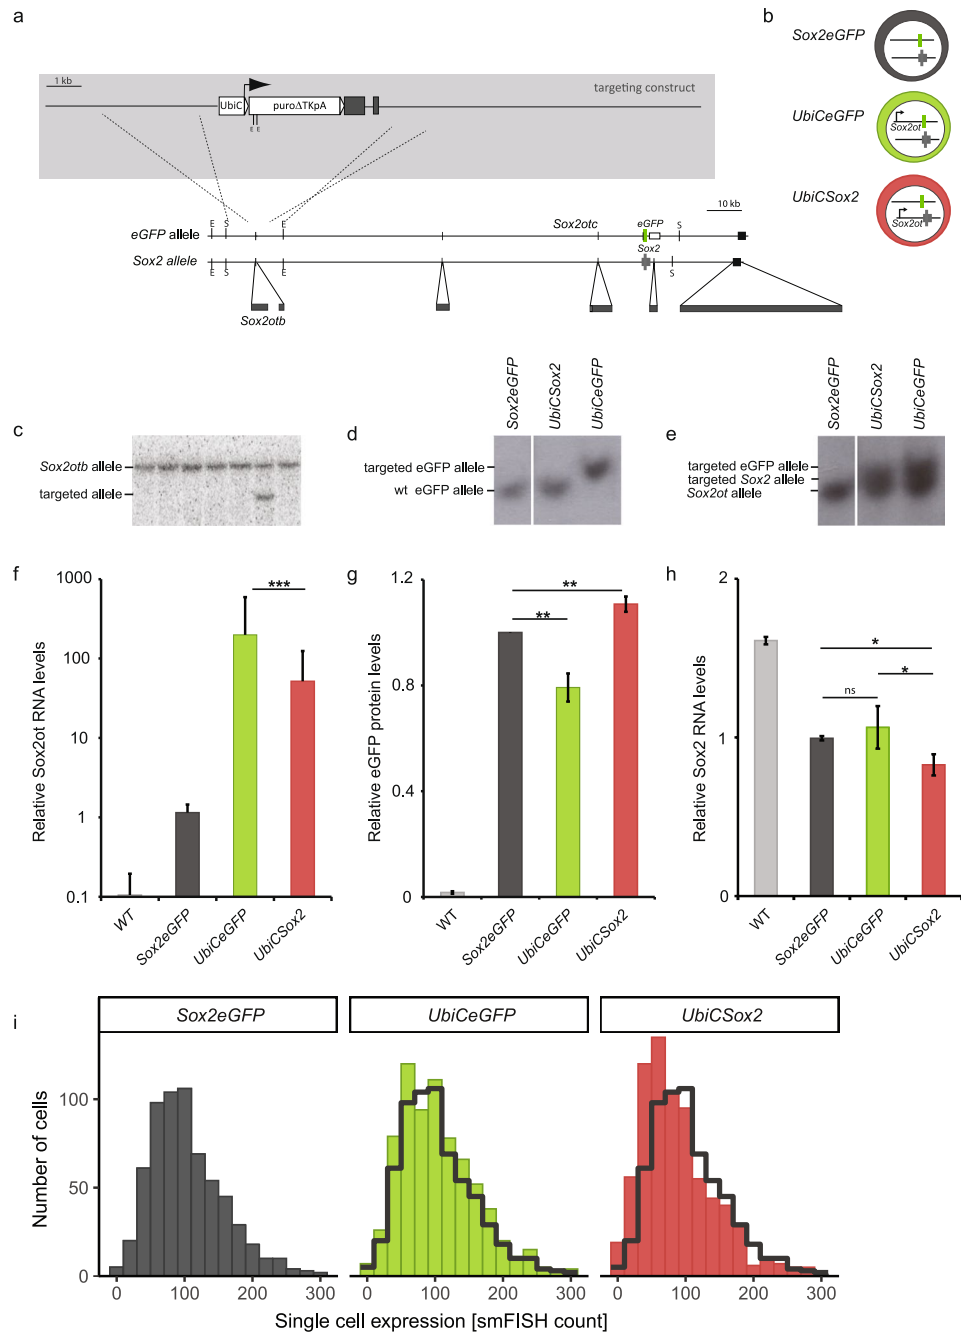 a
b
1 kb
targeting construct
UbiC
puroΔTKpA
E E
10 kb
E S E Sox2otc eGFP S
eGFP allele
Sox2
Sox2 allele
E S E S
Sox2otb
Sox2eGFP
UbiCeGFP
Sox2ot
UbiCSox2
Sox2ot
c
Sox2otb allele
targeted allele
d
Sox2eGFP
UbiCSox2
UbiCeGFP
targeted eGFP allele
wt eGFP allele
e
Sox2eGFP
UbiCSox2
UbiCeGFP
targeted eGFP allele
targeted Sox2 allele
Sox2ot allele
f
Relative Sox2ot RNA levels
1000
100
10
1
0.1
***
WT
Sox2eGFP
UbiCeGFP
UbiCSox2
g
Relative eGFP protein levels
1.2
0.8
0.4
0
**
**
WT
Sox2eGFP
UbiCeGFP
UbiCSox2
h
Relative Sox2 RNA levels
2
1
0
*
*
ns
WT
Sox2eGFP
UbiCeGFP
UbiCSox2
i
Sox2eGFP
UbiCeGFP
UbiCSox2
Number of cells
100
50
0
0 100 200 300
0 100 200 300
0 100 200 300
Single cell expression [smFISH count]